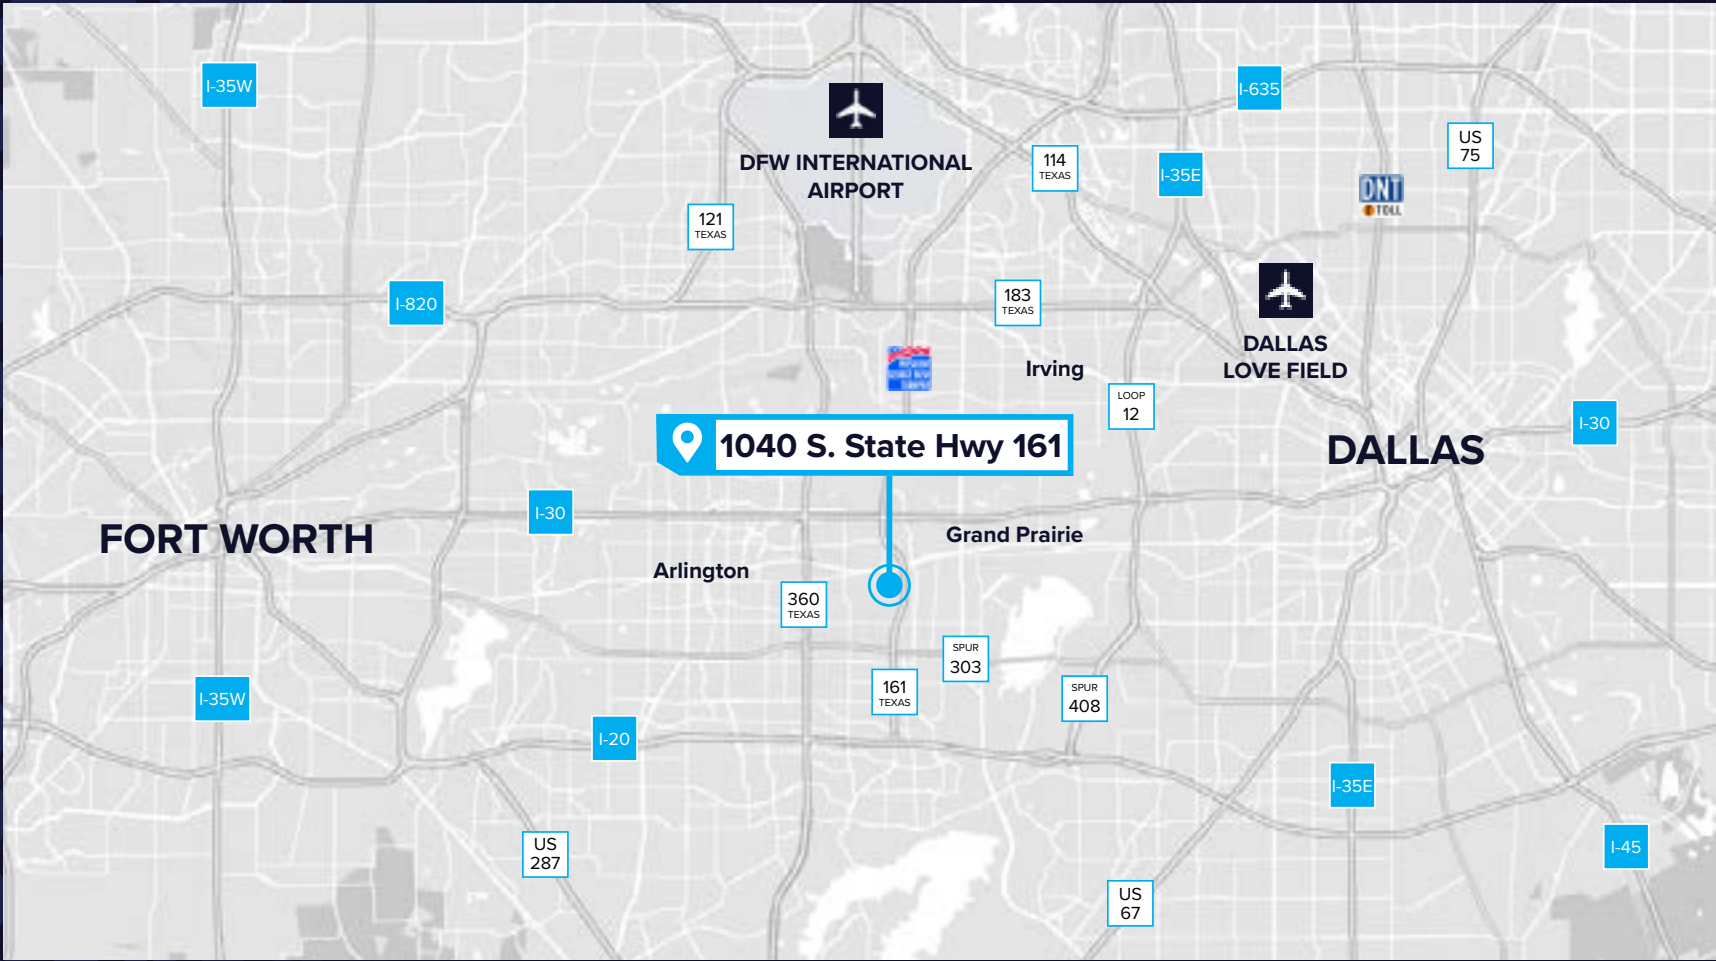 I-35W
I-635
US
75
DFW INTERNATIONAL
AIRPORT
114
TEXAS
I-35E
DNT
TOLL
121
TEXAS
I-820
183
TEXAS
DALLAS
LOVE FIELD
Irving
LOOP
12
I-30
1040 S. State Hwy 161
DALLAS
I-30
FORT WORTH
Grand Prairie
Arlington
360
TEXAS
SPUR
303
161
TEXAS
SPUR
408
I-35W
I-20
I-35E
US
287
I-45
US
67